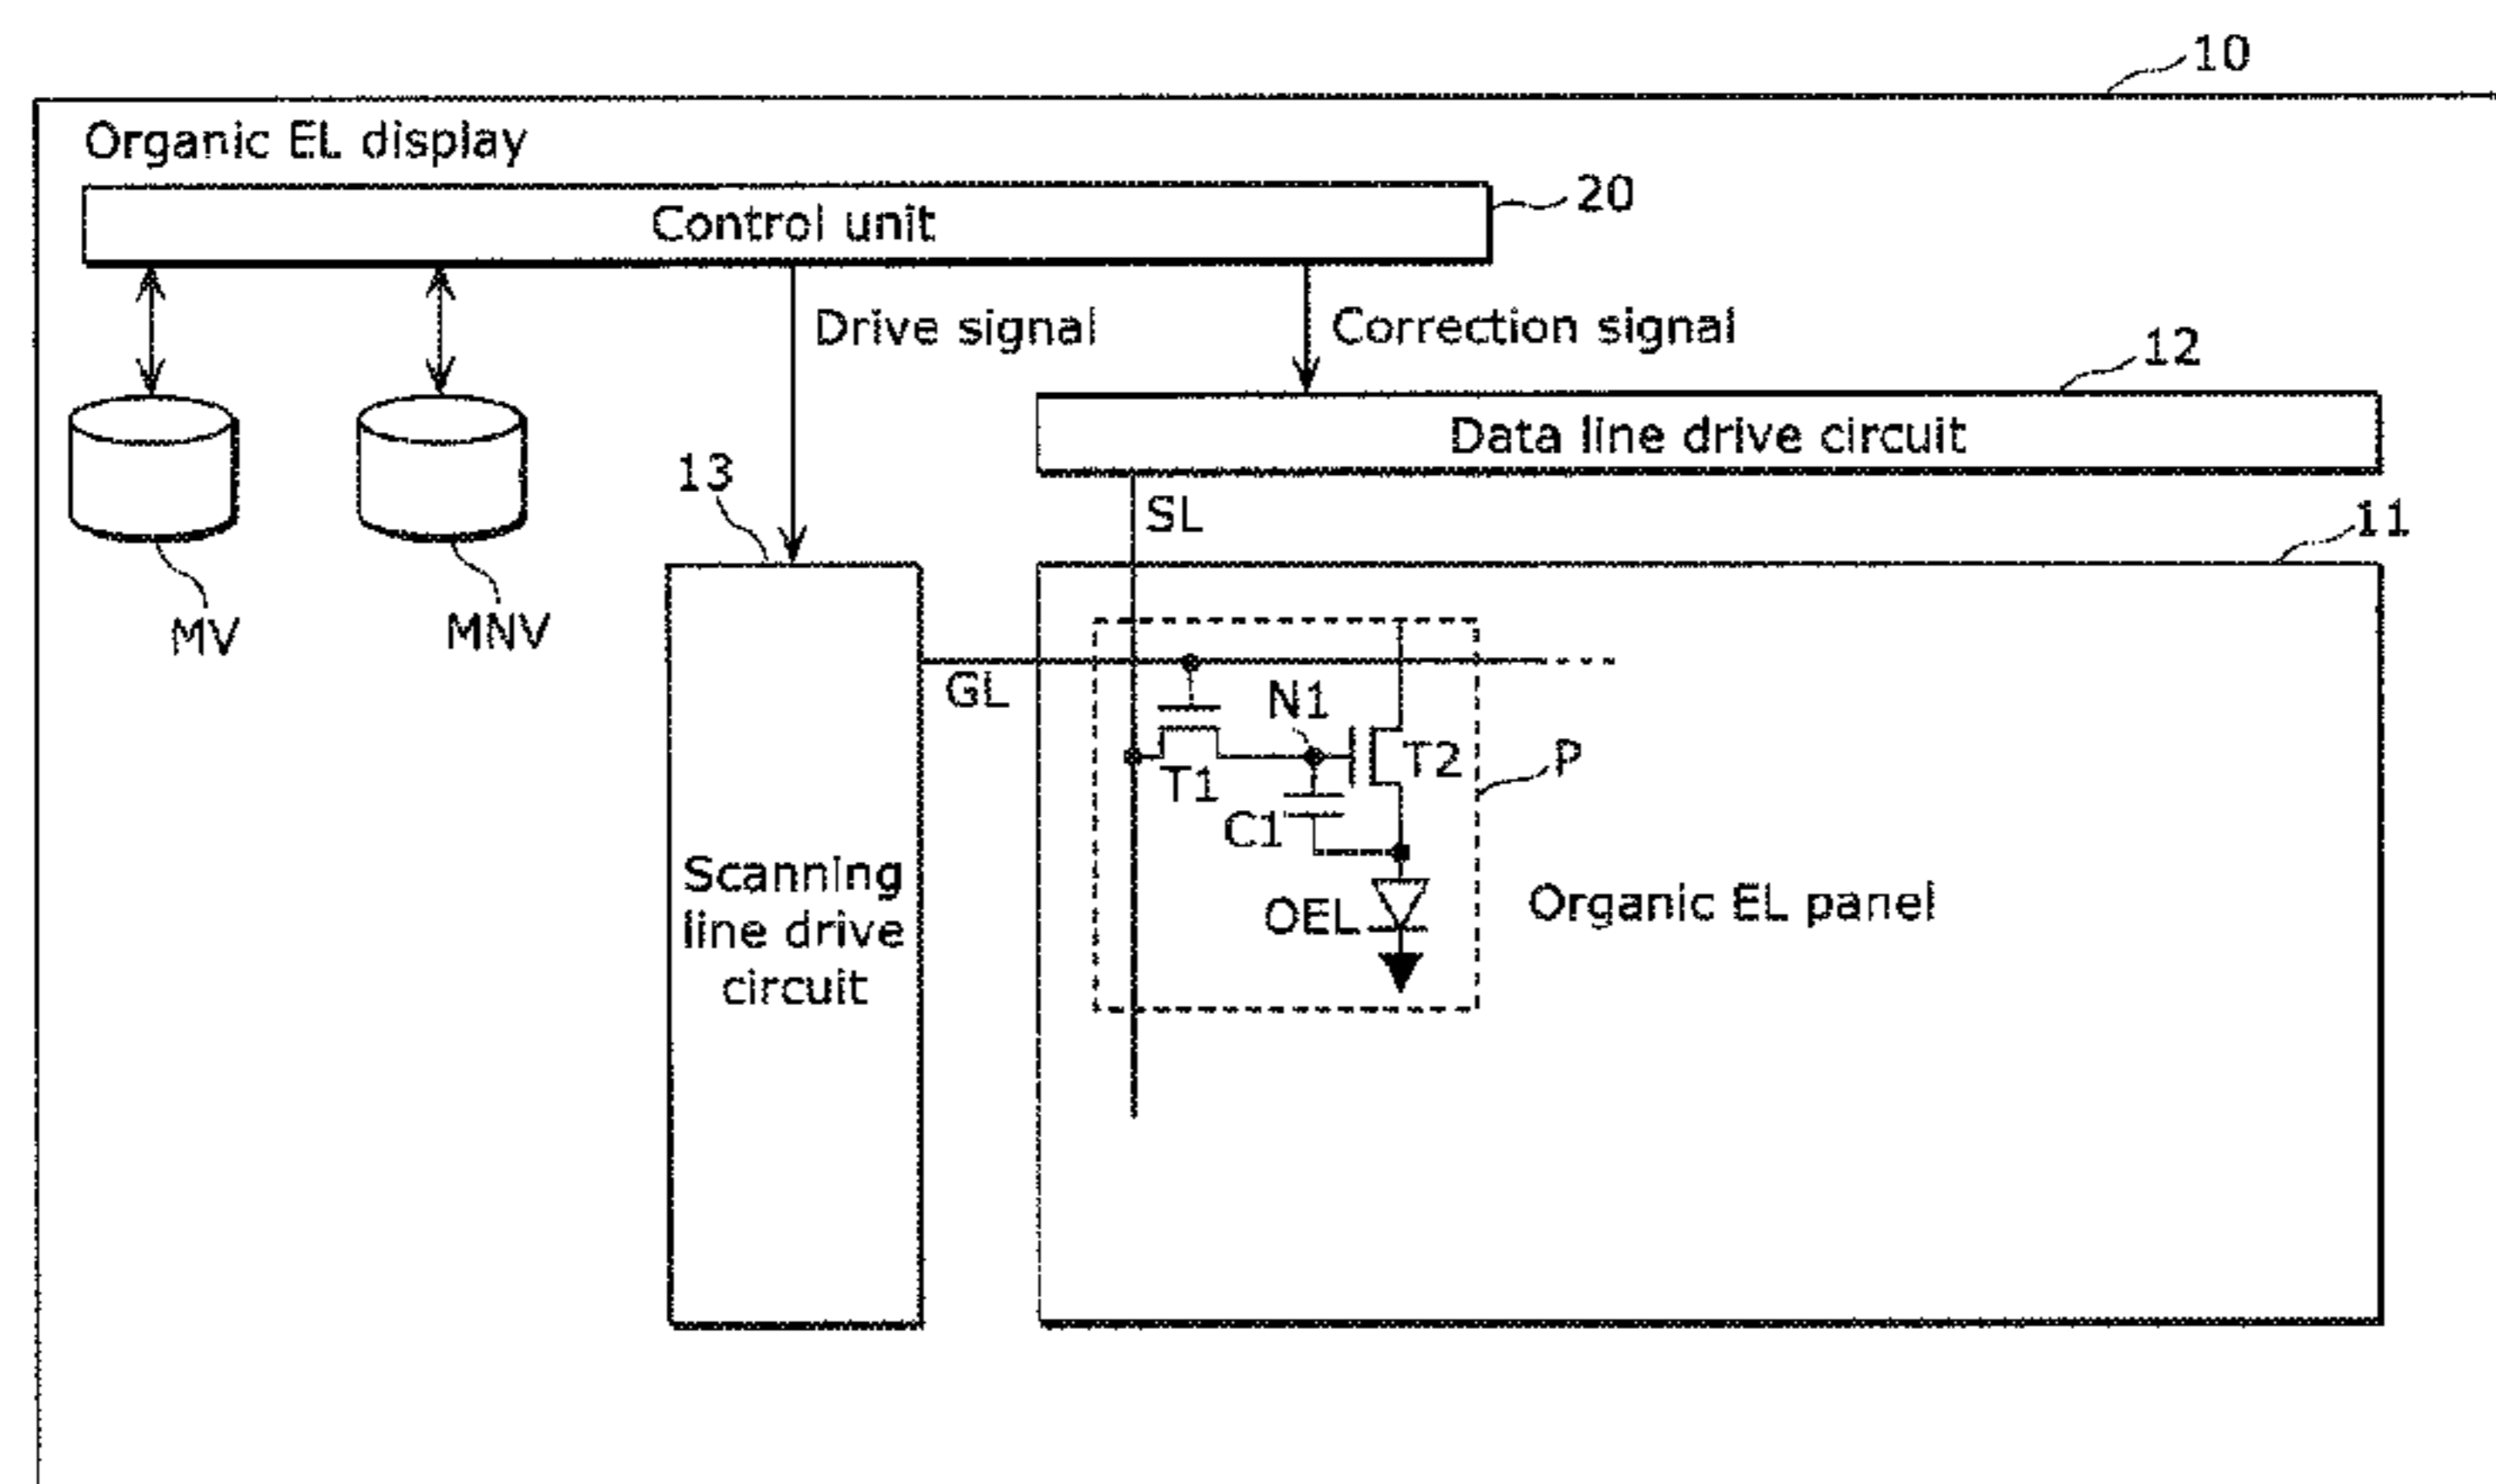 10
Organic EL display
20
Control unit
Drive signal
Correction signal
12
Data line drive circuit
13
SL
11
MV
MNV
GL
N1
T2
P
T1
C1
Scanning
line drive
circuit
OEL
Organic EL panel